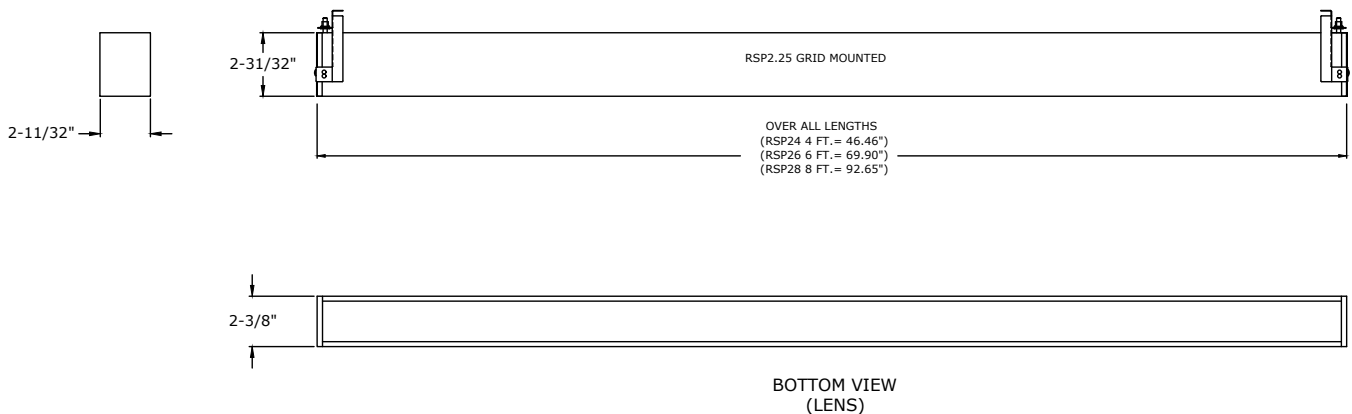 2-31/32"
RSP2.25 GRID MOUNTED
2-11/32"
OVER ALL LENGTHS
(RSP24 4 FT.= 46.46")
(RSP26 6 FT.= 69.90")
(RSP28 8 FT.= 92.65")
2-3/8"
BOTTOM VIEW
(LENS)